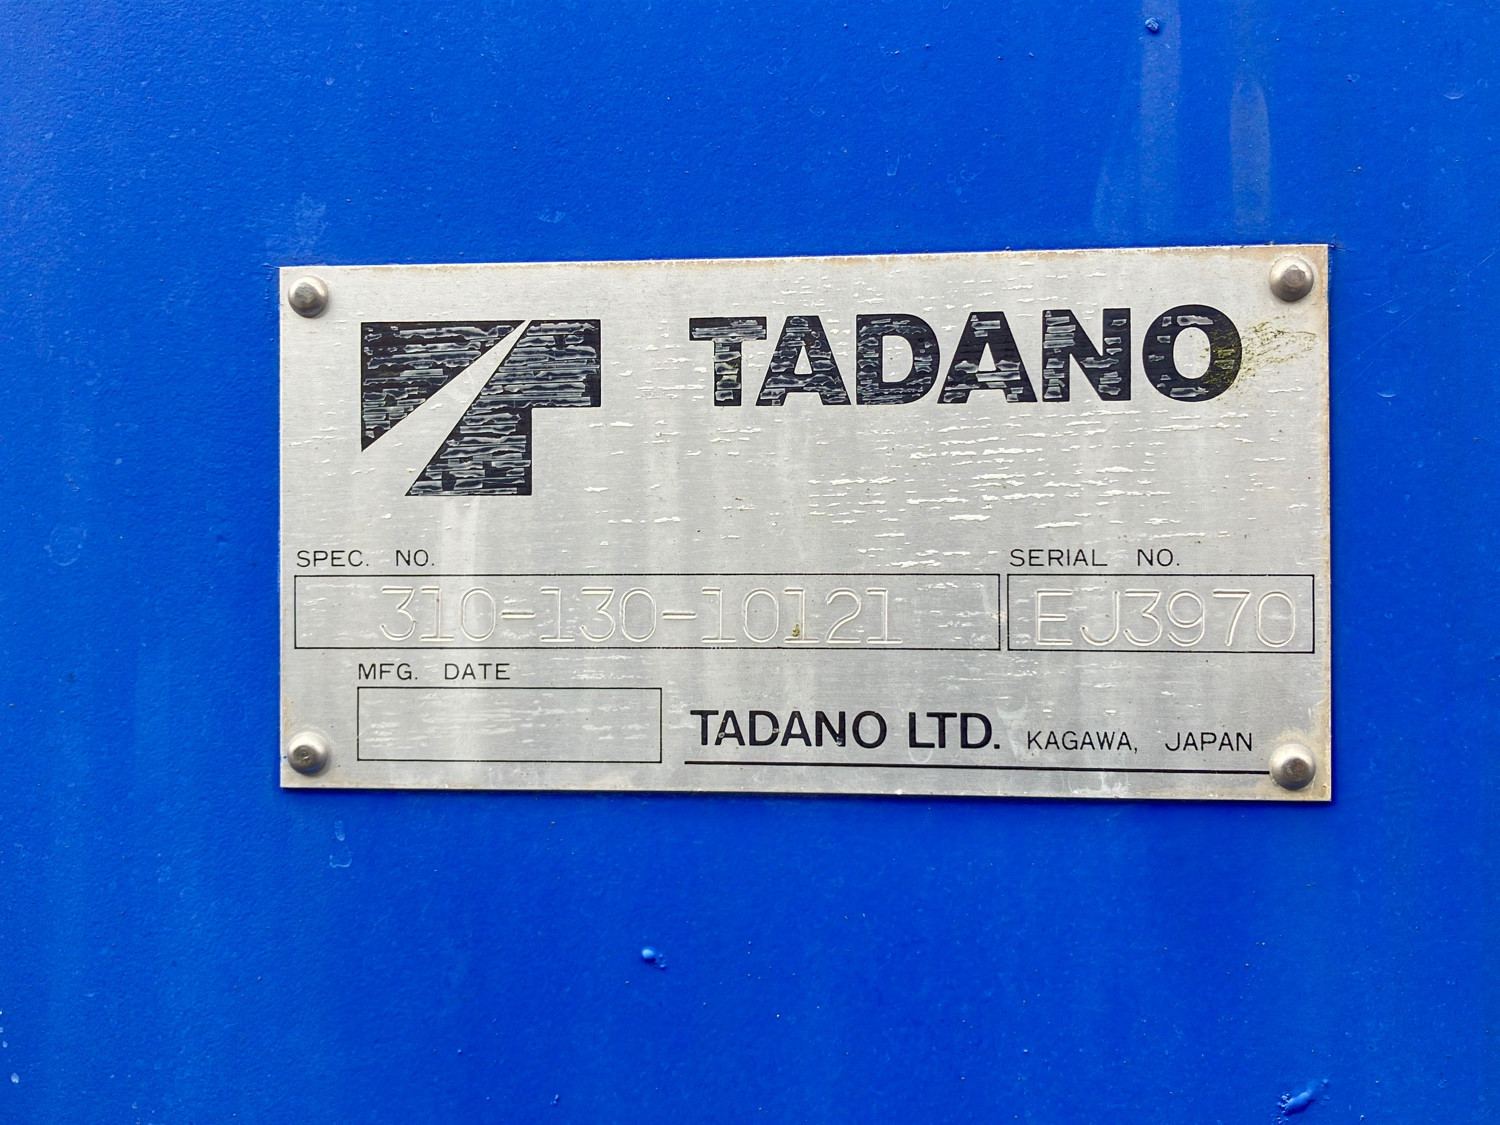 TADANO
SPEC. NO. SERIAL NO.
310-130-10121 EJ3970
MFG. DATE
TADANO LTD. KAGAWA, JAPAN